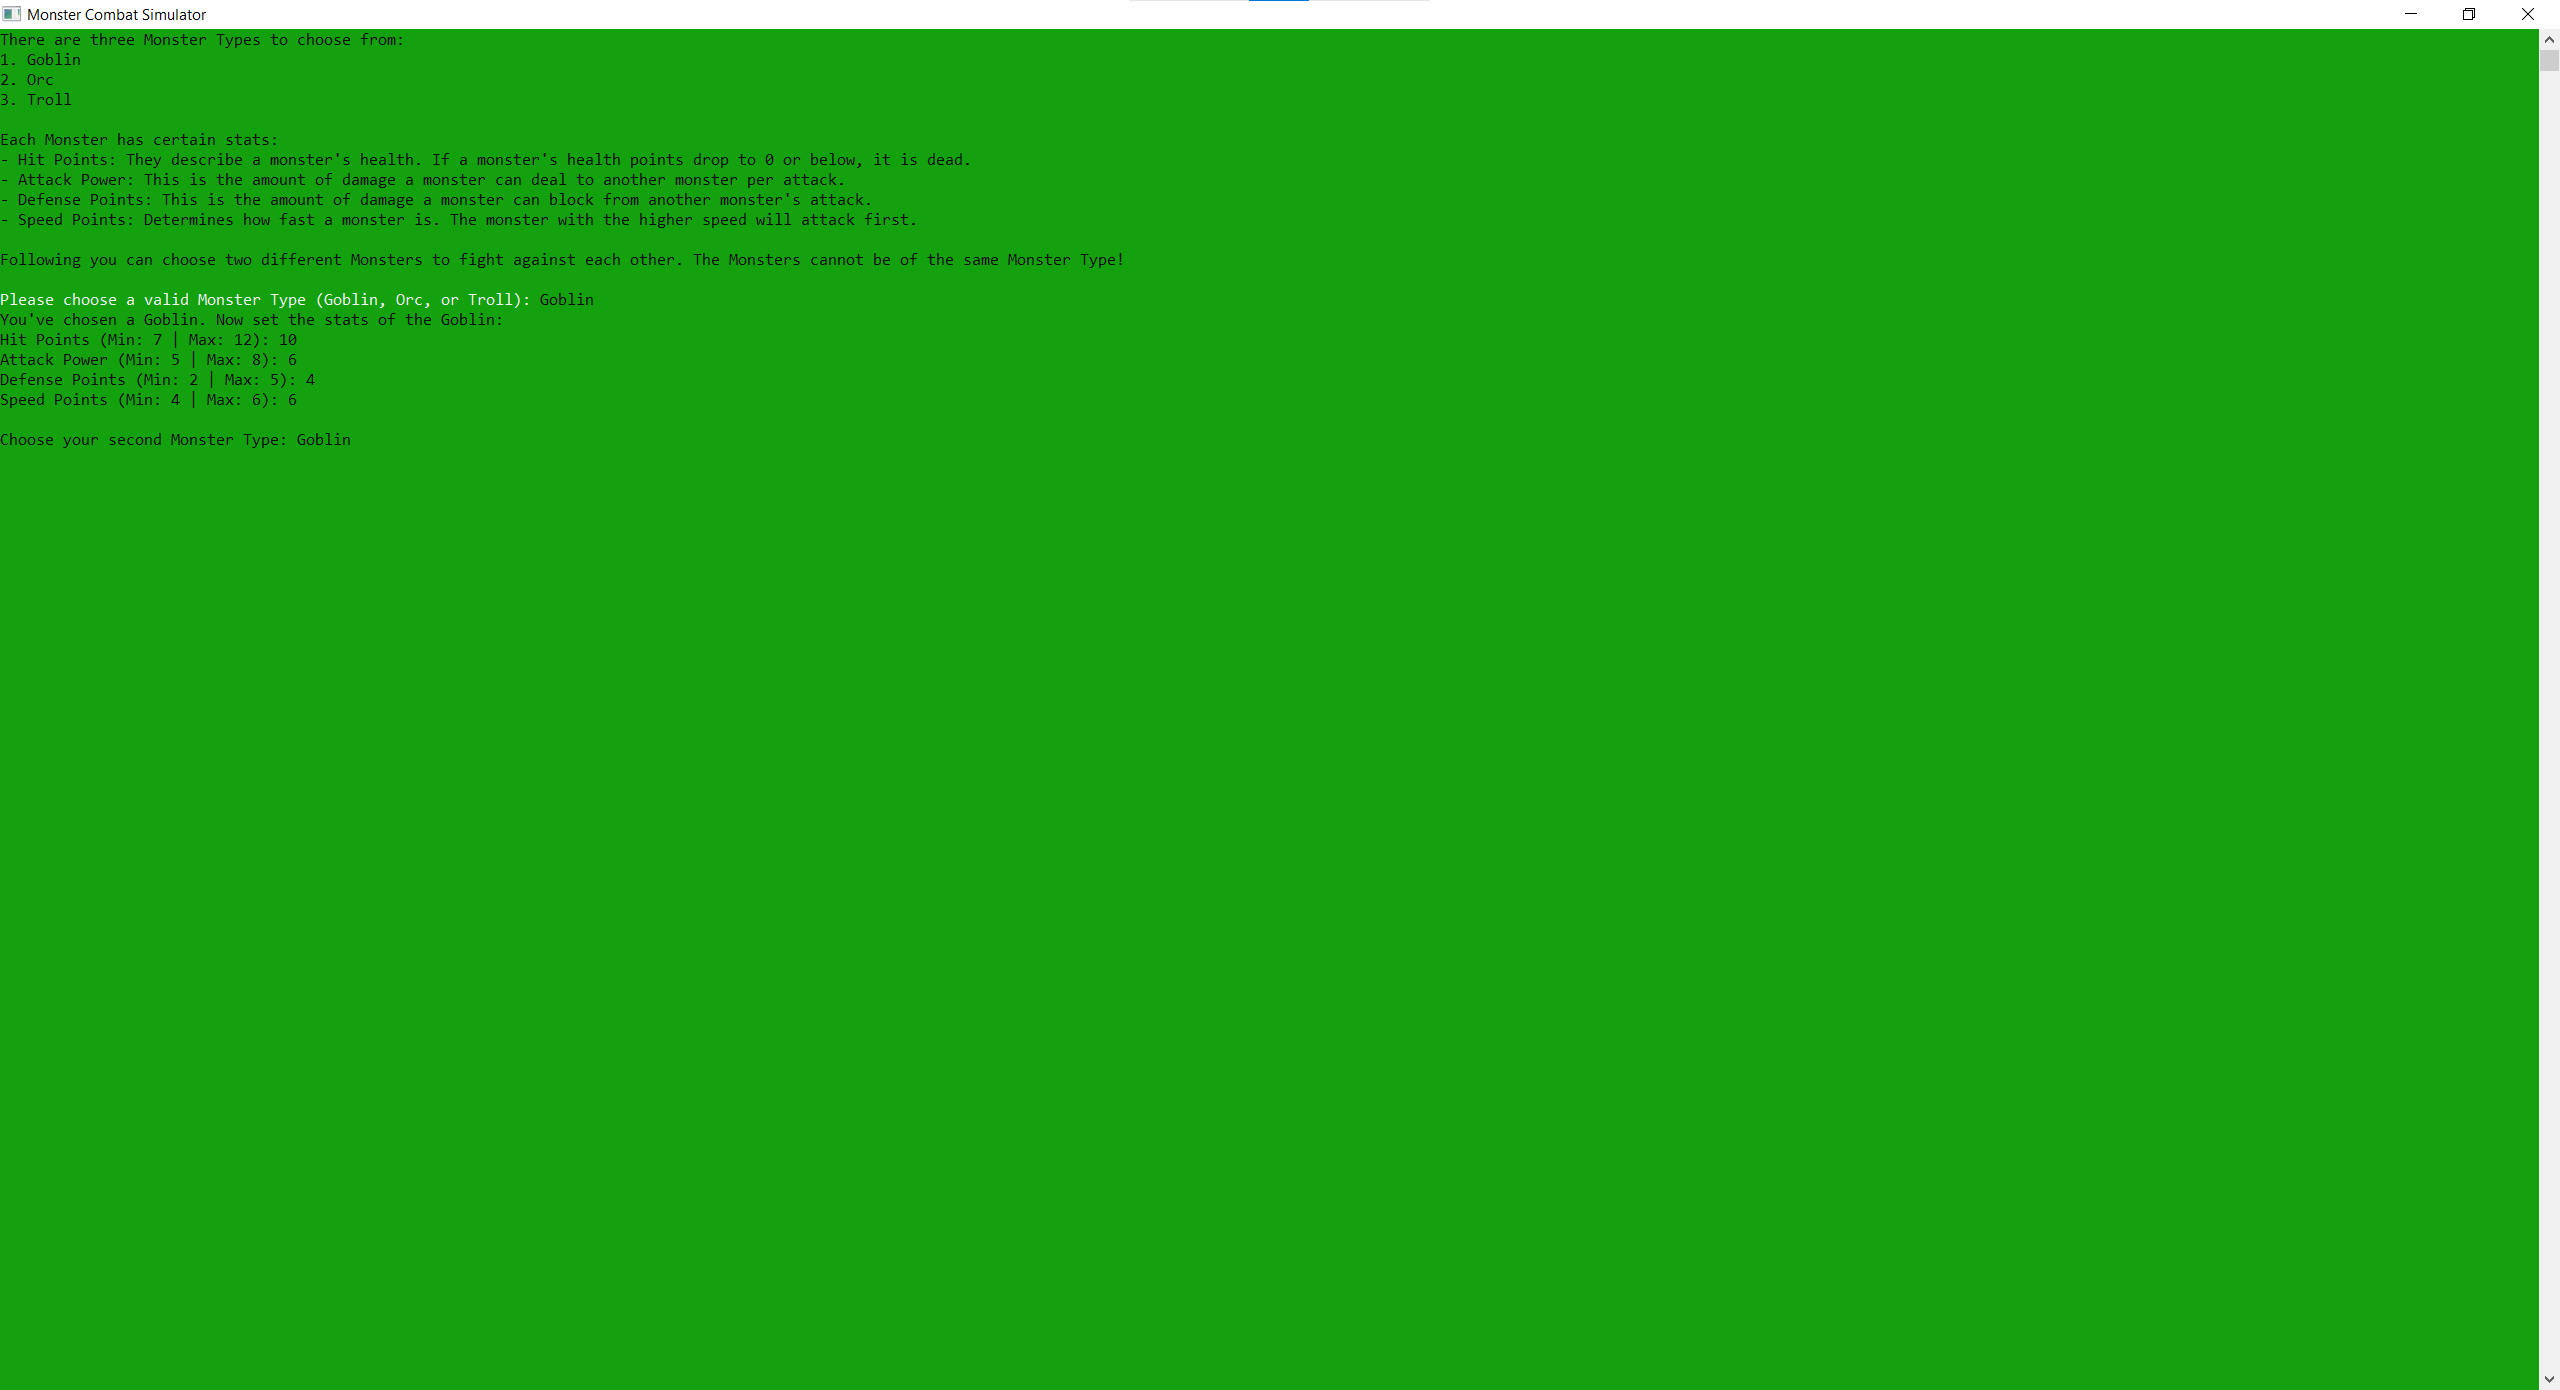 Monster Combat Simulator
There are three Monster Types to choose from:
1. Goblin
2. Orc
3. Troll
Each Monster has certain stats:
- Hit Points: They describe a monster's health. If a monster's health points drop to 0 or below, it is dead.
- Attack Power: This is the amount of damage a monster can deal to another monster per attack.
- Defense Points: This is the amount of damage a monster can block from another monster's attack.
- Speed Points: Determines how fast a monster is. The monster with the higher speed will attack first.
Following you can choose two different Monsters to fight against each other. The Monsters cannot be of the same Monster Type!
Please choose a valid Monster Type (Goblin, Orc, or Troll): Goblin
You've chosen a Goblin. Now set the stats of the Goblin:
Hit Points (Min: 7 | Max: 12): 10
Attack Power (Min: 5 | Max: 8): 6
Defense Points (Min: 2 | Max: 5): 4
Speed Points (Min: 4 | Max: 6): 6
Choose your second Monster Type: Goblin